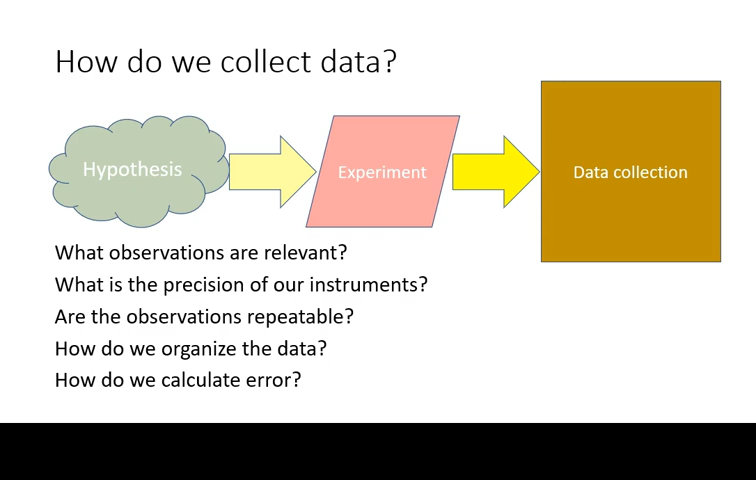 How do we collect data?
Hypothesis
Experiment
Data collection
What observations are relevant?
What is the precision of our instruments?
Are the observations repeatable?
How do we organize the data?
How do we calculate error?